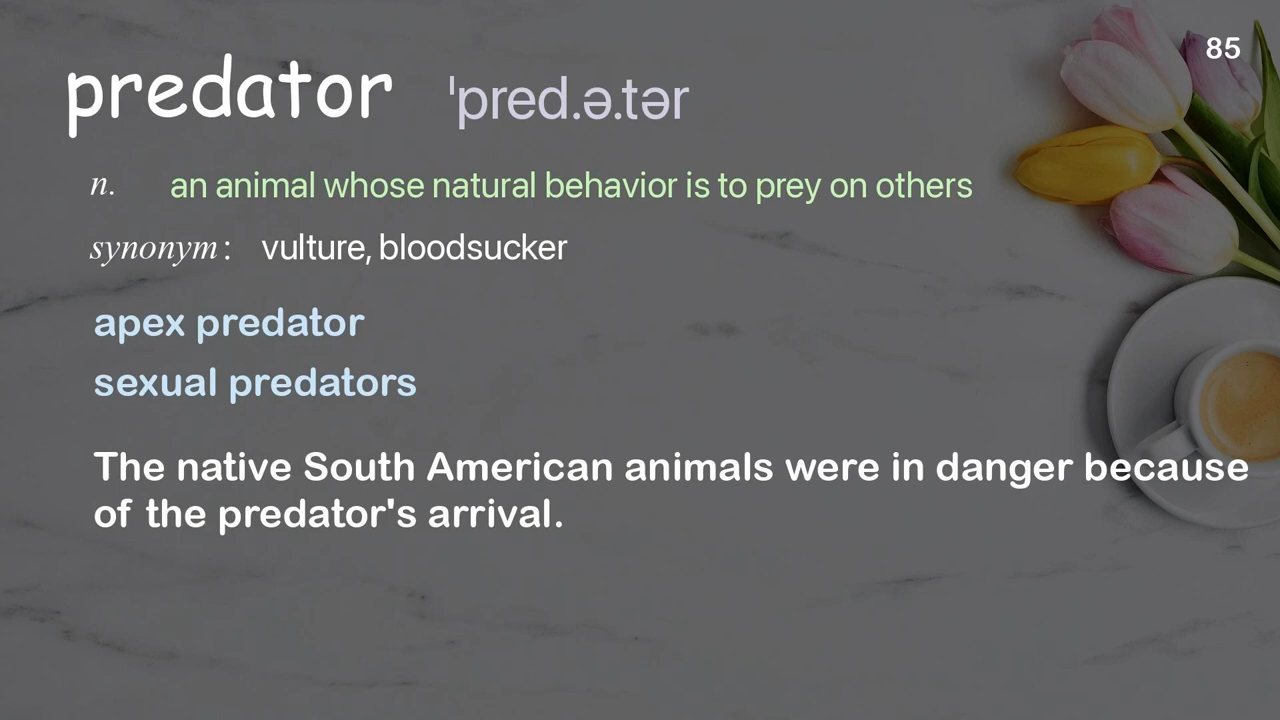 85
predator ˈpred.ə.tər
n. an animal whose natural behavior is to prey on others
synonym: vulture, bloodsucker
apex predator
sexual predators
The native South American animals were in danger because
of the predator's arrival.